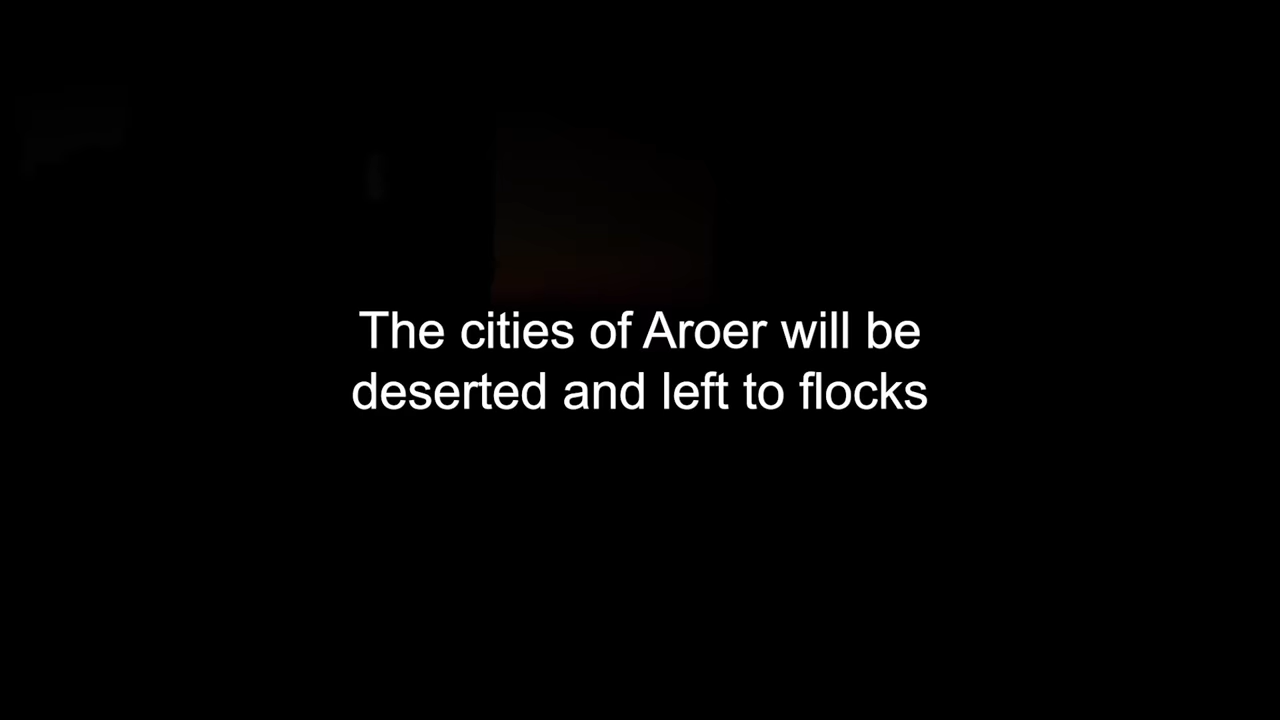 The cities of Aroer will be
deserted and left to flocks